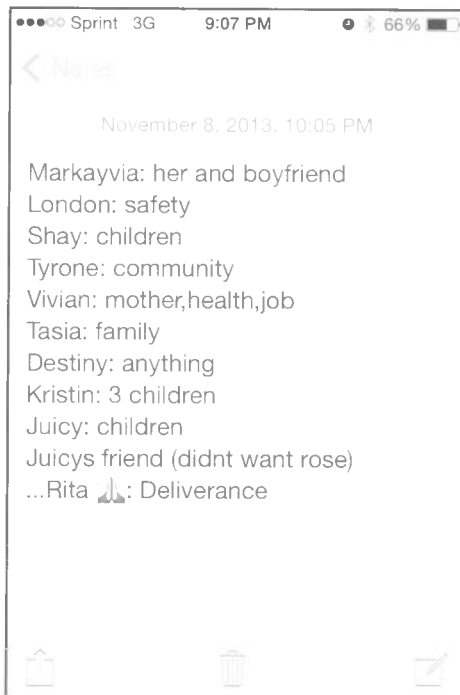 ●●●○○ Sprint 3G 9:07 PM 66%
Notes
November 8, 2013, 10:05 PM
Markayvia: her and boyfriend
London: safety
Shay: children
Tyrone: community
Vivian: mother,health,job
Tasia: family
Destiny: anything
Kristin: 3 children
Juicy: children
Juicys friend (didnt want rose)
...Rita 🙏: Deliverance